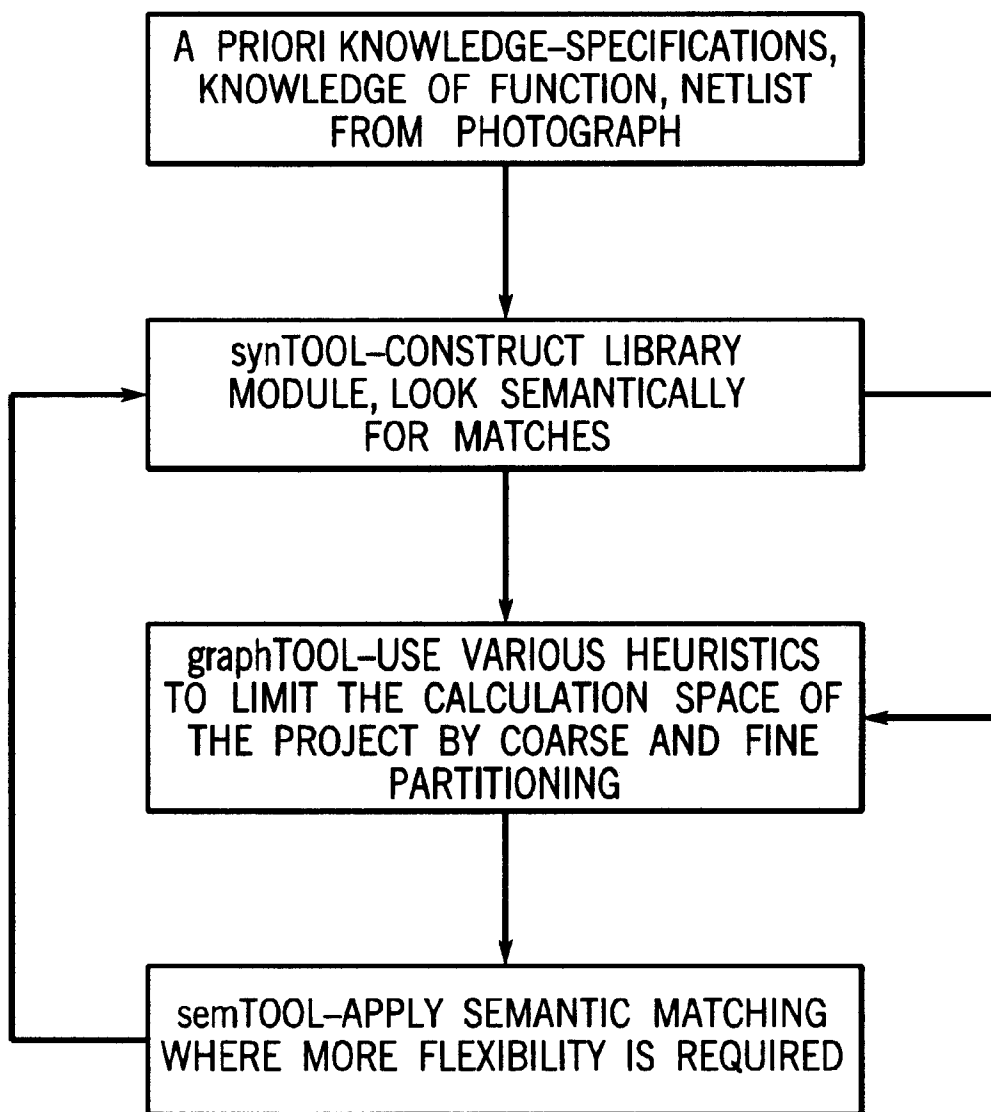 A PRIORI KNOWLEDGE–SPECIFICATIONS,
KNOWLEDGE OF FUNCTION, NETLIST
FROM PHOTOGRAPH
synTOOL–CONSTRUCT LIBRARY
MODULE, LOOK SEMANTICALLY
FOR MATCHES
graphTOOL–USE VARIOUS HEURISTICS
TO LIMIT THE CALCULATION SPACE OF
THE PROJECT BY COARSE AND FINE
PARTITIONING
semTOOL–APPLY SEMANTIC MATCHING
WHERE MORE FLEXIBILITY IS REQUIRED